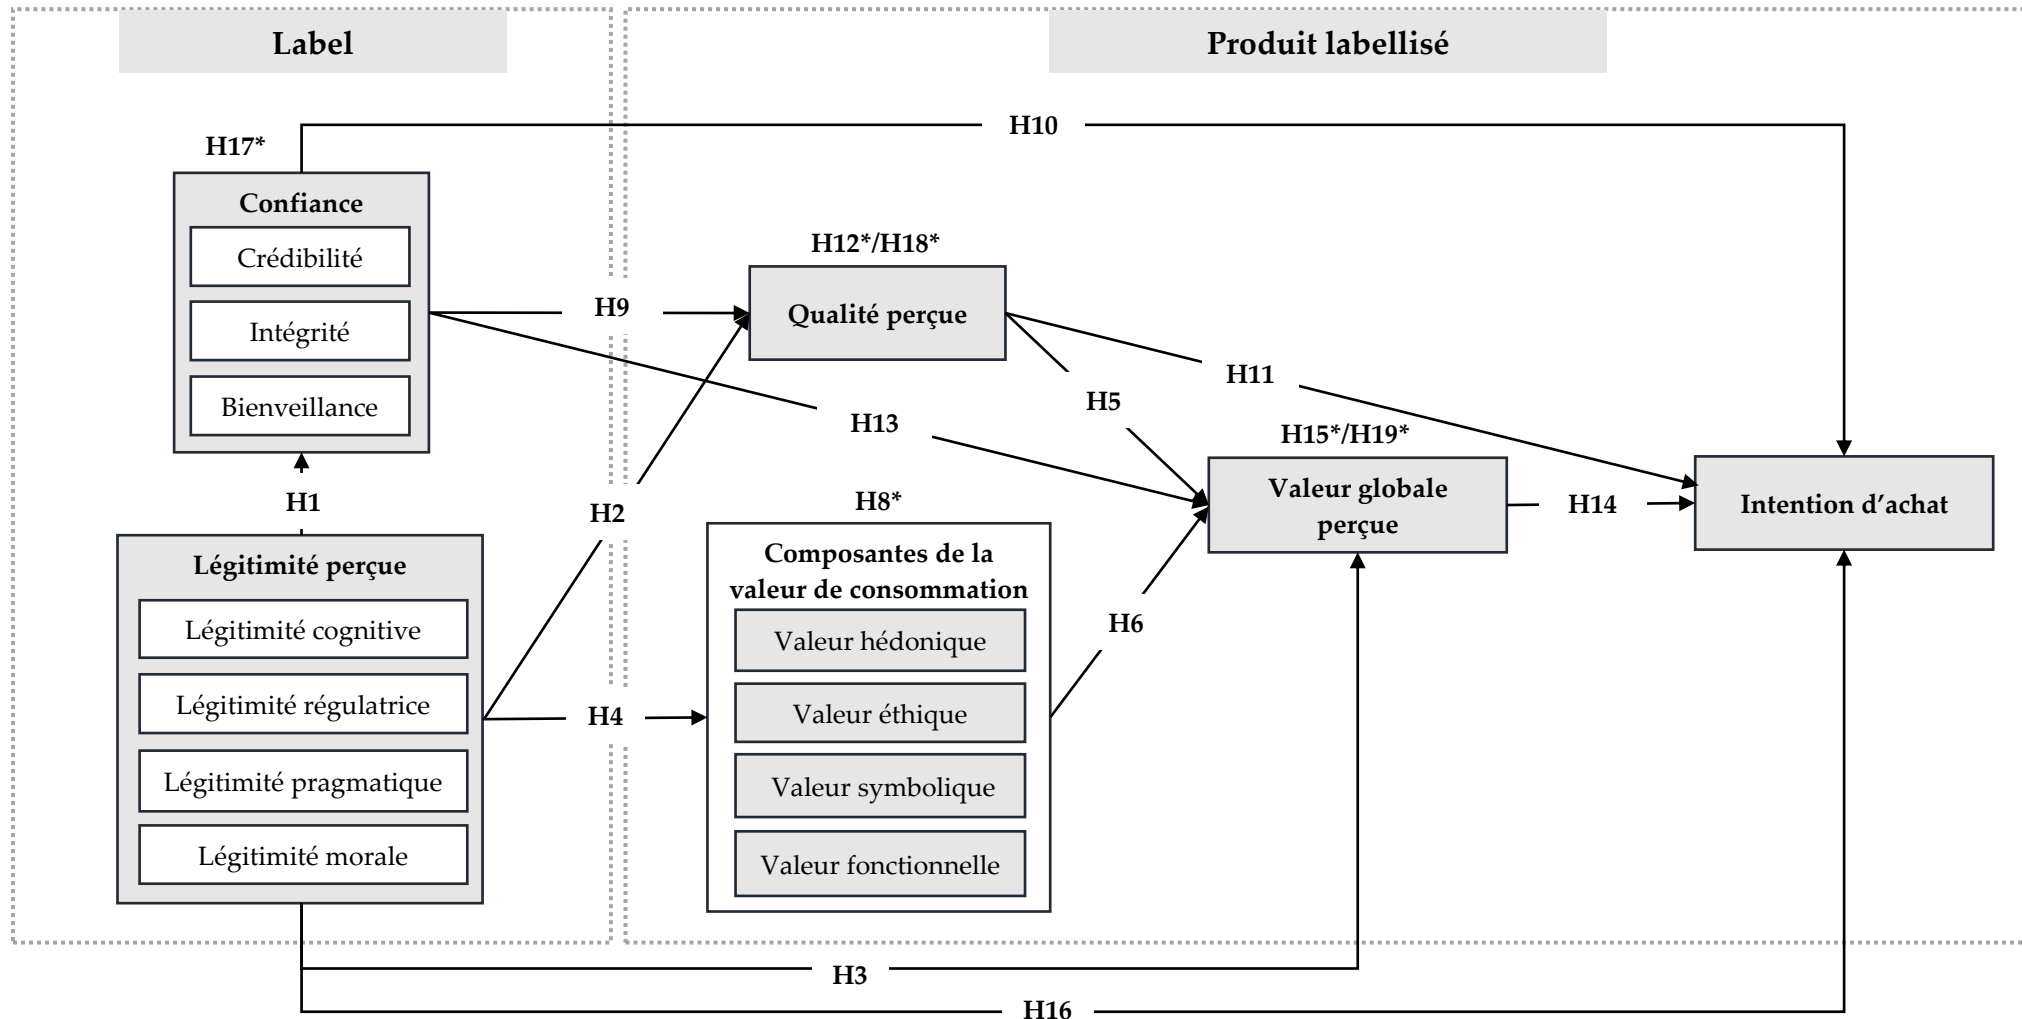 Label
Produit labellisé
H10
H17*
Confiance
Crédibilité
Intégrité
Bienveillance
H12*/H18*
Qualité perçue
H9
H11
H5
H13
H15*/H19*
Valeur globale
perçue
H14
Intention d’achat
H1
H2
H8*
Légitimité perçue
Légitimité cognitive
Légitimité régulatrice
Légitimité pragmatique
Légitimité morale
H4
Composantes de la
valeur de consommation
Valeur hédonique
Valeur éthique
Valeur symbolique
Valeur fonctionnelle
H6
H3
H16